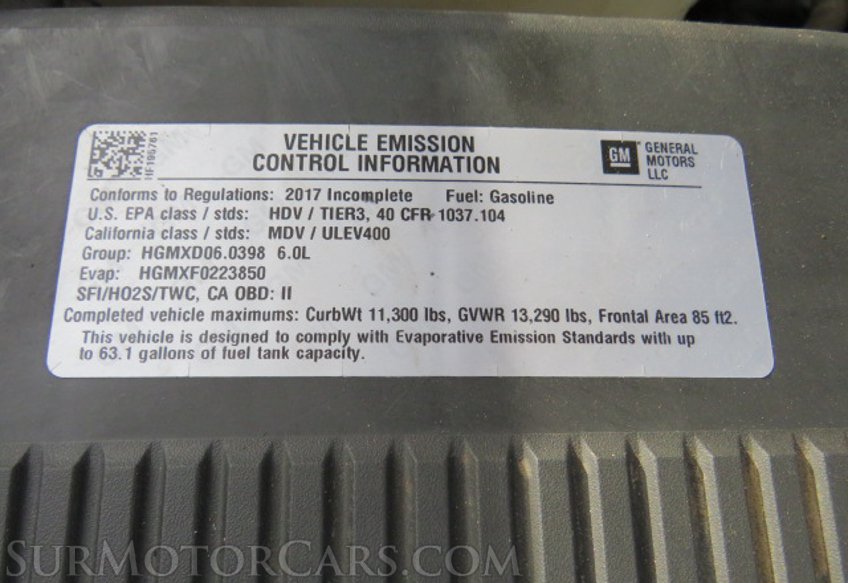 VEHICLE EMISSION
CONTROL INFORMATION
GM GENERAL
MOTORS
LLC
HF195761
Conforms to Regulations: 2017 Incomplete Fuel: Gasoline
U.S. EPA class / stds: HDV / TIER3, 40 CFR 1037.104
California class / stds: MDV / ULEV400
Group: HGMXD06.0398 6.0L
Evap: HGMXF0223850
SFI/HO2S/TWC, CA OBD: II
Completed vehicle maximums: CurbWt 11,300 lbs, GVWR 13,290 lbs, Frontal Area 85 ft2.
This vehicle is designed to comply with Evaporative Emission Standards with up
to 63.1 gallons of fuel tank capacity.
SurMotorCars.com